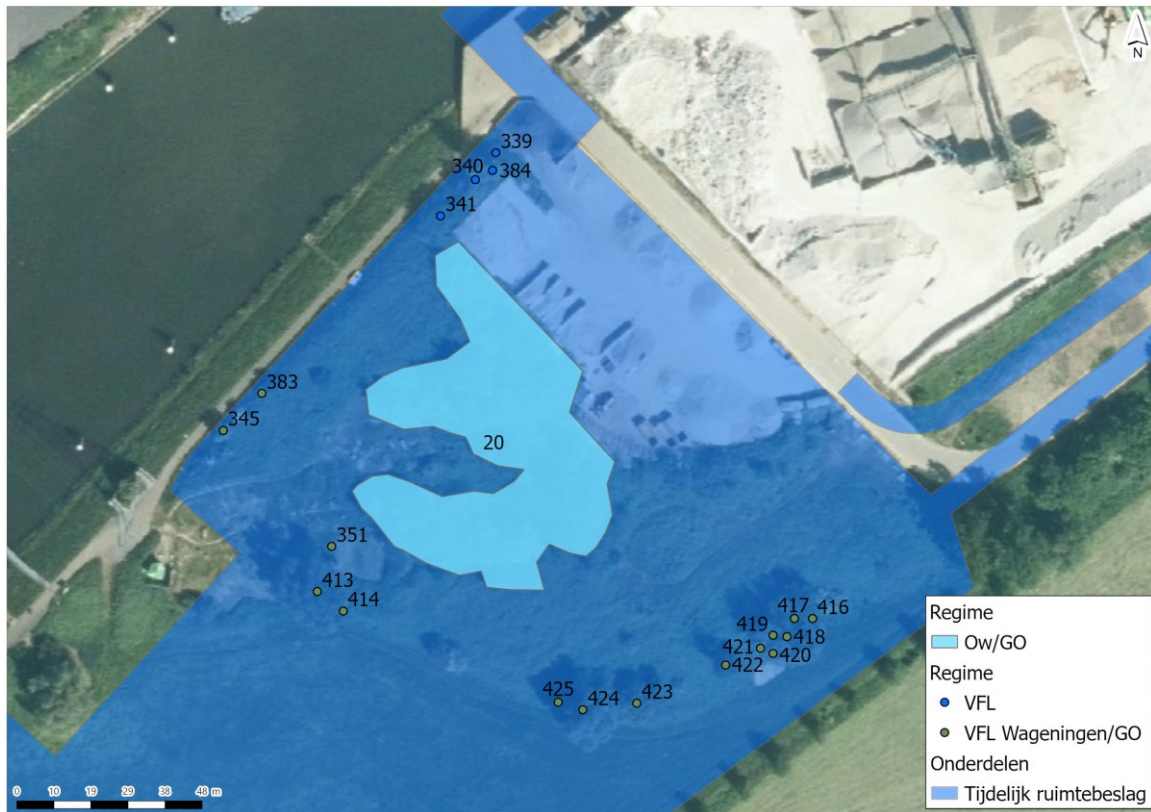 N
339
340 384
341
383
20
345
351
413
414
417 416
419
418
421
420
422
425
424 423
Regime
Ow/GO
Regime
VFL
VFL Wageningen/GO
Onderdelen
Tijdelijk ruimtebeslag
0 10 19 29 38 48 m